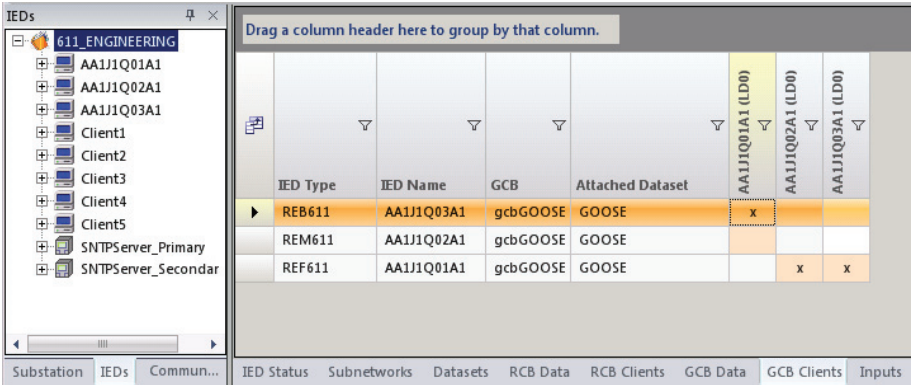 IEDs
611_ENGINEERING
AA1J1Q01A1
AA1J1Q02A1
AA1J1Q03A1
Client1
Client2
Client3
Client4
Client5
SNTPServer_Primary
SNTPServer_Secondar
Substation IEDs Commun...
Drag a column header here to group by that column.
IED Type IED Name GCB Attached Dataset AA1J1Q01A1 (LD0) AA1J1Q02A1 (LD0) AA1J1Q03A1 (LD0)
REB611 AA1J1Q03A1 gcbGOOSE GOOSE x
REM611 AA1J1Q02A1 gcbGOOSE GOOSE
REF611 AA1J1Q01A1 gcbGOOSE GOOSE x x
IED Status Subnetworks Datasets RCB Data RCB Clients GCB Data GCB Clients Inputs